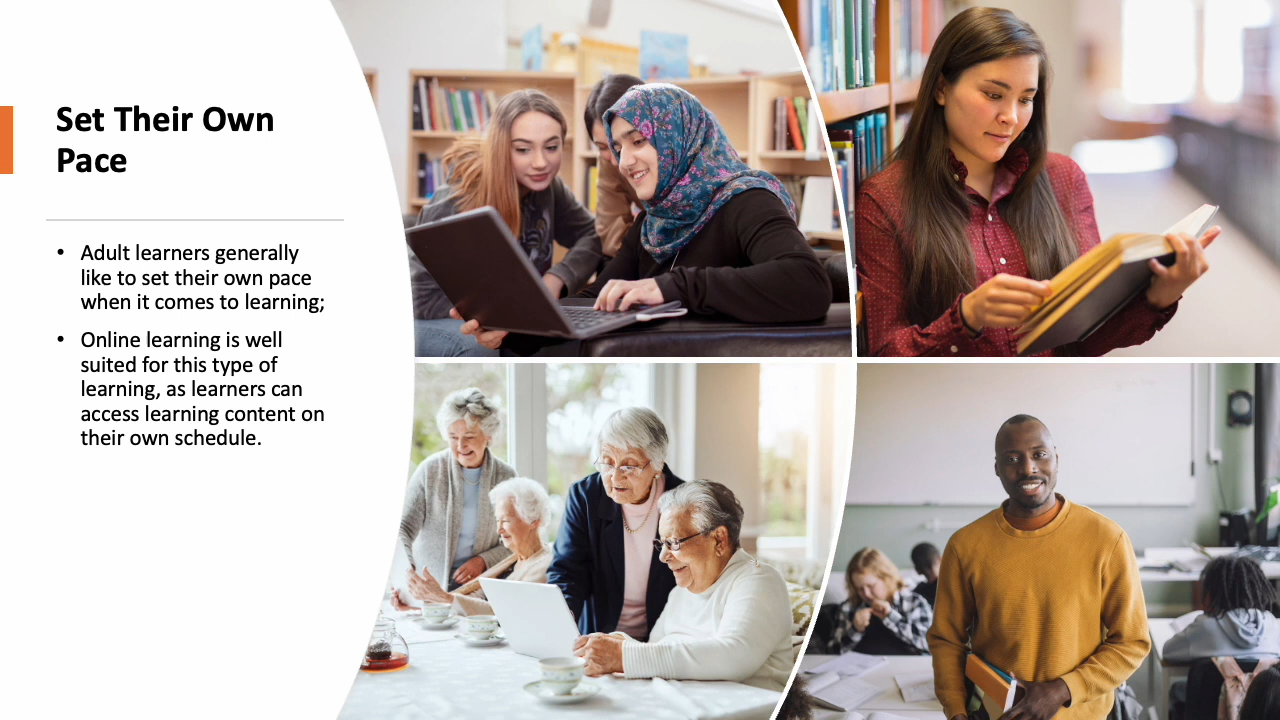 Set Their Own
Pace
• Adult learners generally
like to set their own pace
when it comes to learning;
• Online learning is well
suited for this type of
learning, as learners can
access learning content on
their own schedule.